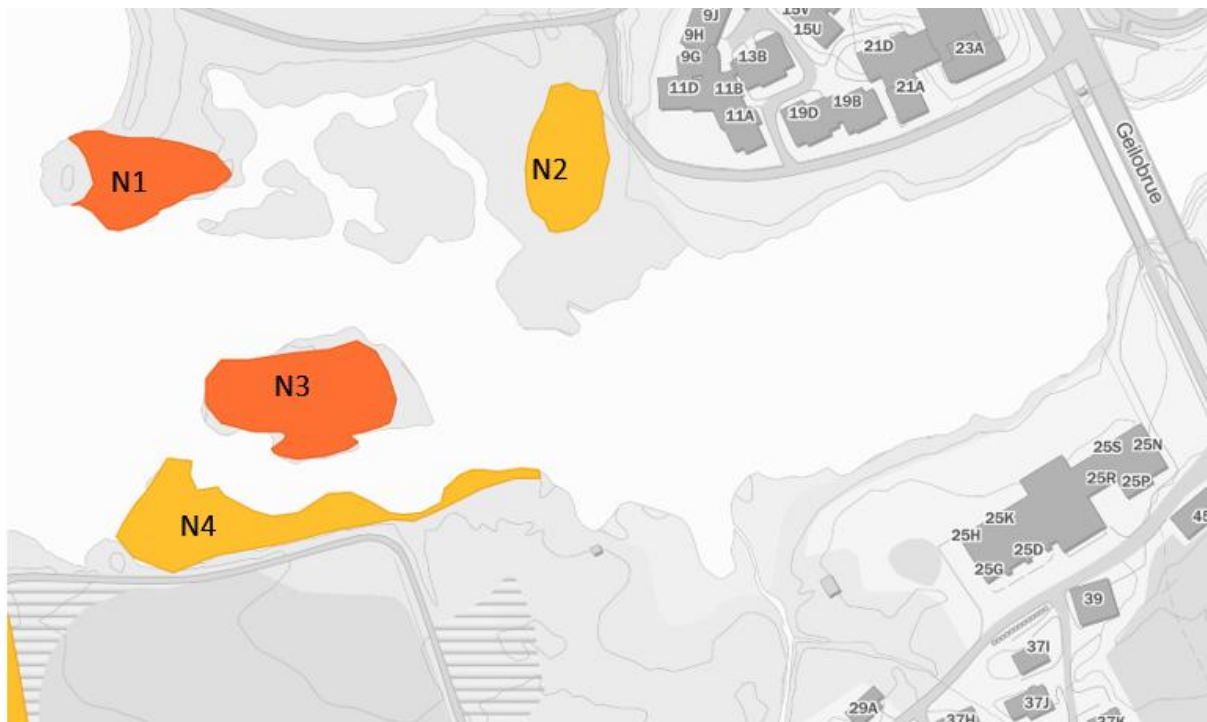 9J
15V
9H
15U
9G
13B
21D
23A
11D
11B
21A
11A
19D
19B
Geilobrue
N1
N2
N3
N4
25S
25N
25R
25P
25K
25H
25D
25G
45
39
37I
29A
37H
37J
37K